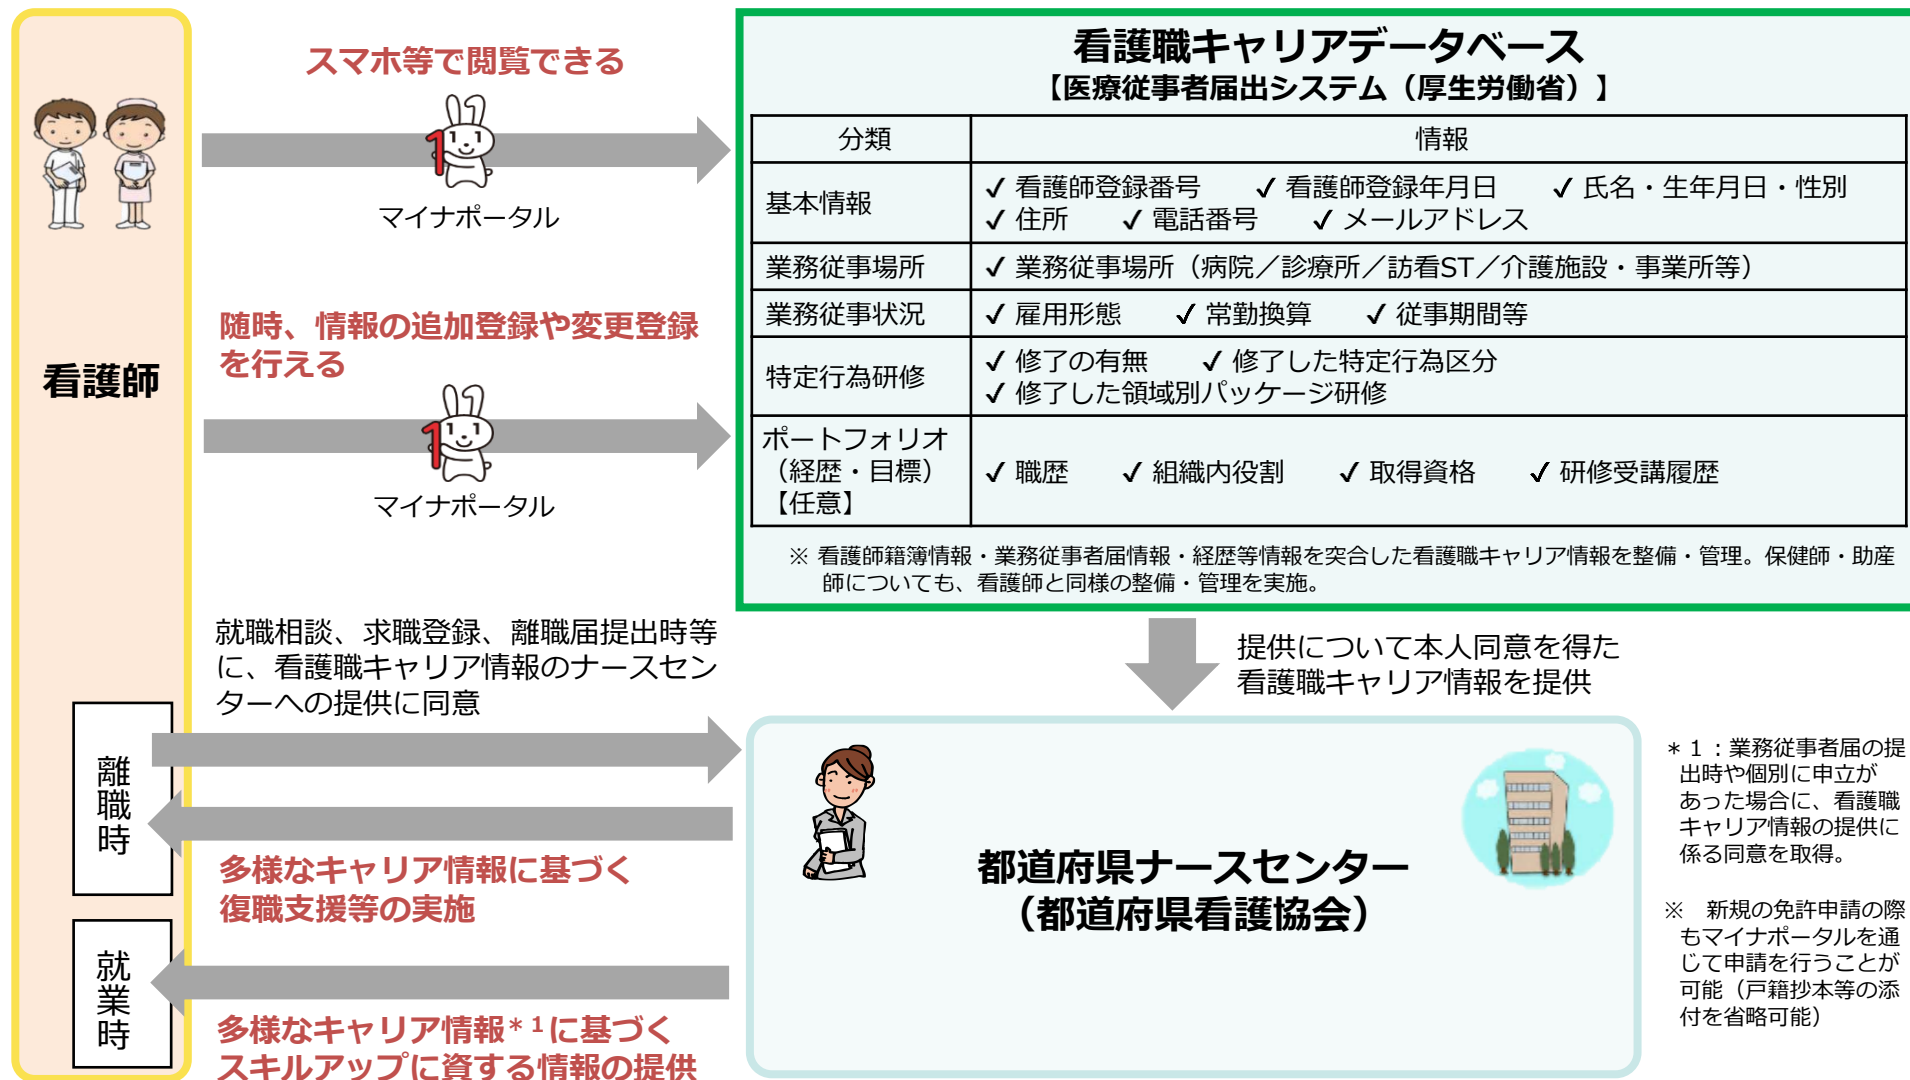 スマホ等で閲覧できる
マイナポータル
随時、情報の追加登録や変更登録
を行える
マイナポータル
看護師
看護職キャリアデータベース
【医療従事者届出システム（厚生労働省）】
分類 情報
基本情報
✓ 看護師登録番号 ✓ 看護師登録年月日 ✓ 氏名・生年月日・性別
✓ 住所 ✓ 電話番号 ✓ メールアドレス
業務従事場所 ✓ 業務従事場所（病院／診療所／訪看ST／介護施設・事業所等）
業務従事状況 ✓ 雇用形態 ✓ 常勤換算 ✓ 従事期間等
特定行為研修
✓ 修了の有無 ✓ 修了した特定行為区分
✓ 修了した領域別パッケージ研修
ポートフォリオ
（経歴・目標）
【任意】
✓ 職歴 ✓ 組織内役割 ✓ 取得資格 ✓ 研修受講履歴
※ 看護師籍簿情報・業務従事者届情報・経歴等情報を突合した看護職キャリア情報を整備・管理。保健師・助産
師についても、看護師と同様の整備・管理を実施。
就職相談、求職登録、離職届提出時等
に、看護職キャリア情報のナースセン
ターへの提供に同意
提供について本人同意を得た
看護職キャリア情報を提供
離職時
多様なキャリア情報に基づく
復職支援等の実施
就業時
多様なキャリア情報＊1に基づく
スキルアップに資する情報の提供
都道府県ナースセンター
（都道府県看護協会）
＊１：業務従事者届の提
出時や個別に申立が
あった場合に、看護職
キャリア情報の提供に
係る同意を取得。
※　新規の免許申請の際
もマイナポータルを通
じて申請を行うことが
可能（戸籍抄本等の添
付を省略可能）